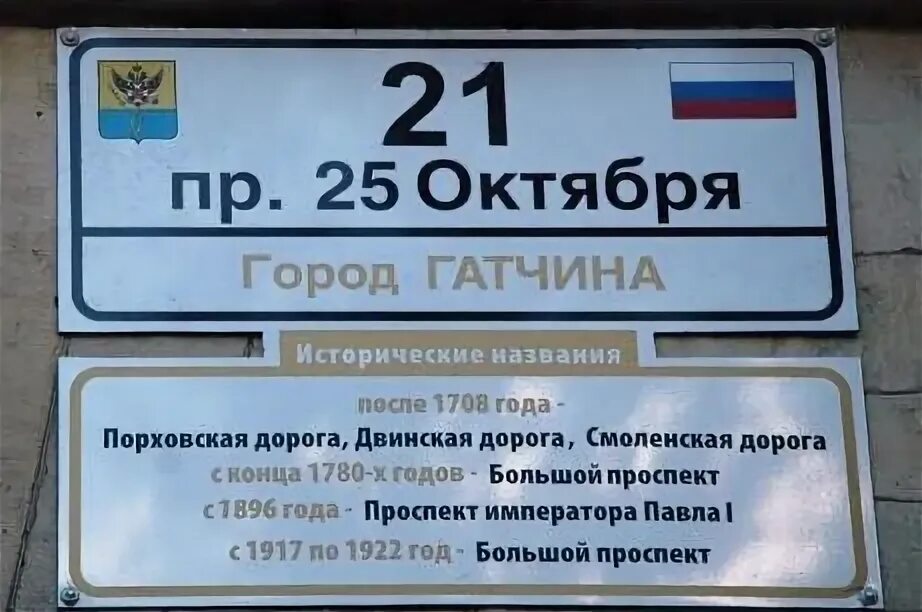 21
пр. 25 Октября
Город ГАТЧИНА
Исторические названия
после 1708 года -
Порховская дорога, Двинская дорога, Смоленская дорога
с конца 1780-х годов - Большой проспект
с 1896 года - Проспект императора Павла I
с 1917 по 1922 год - Большой проспект